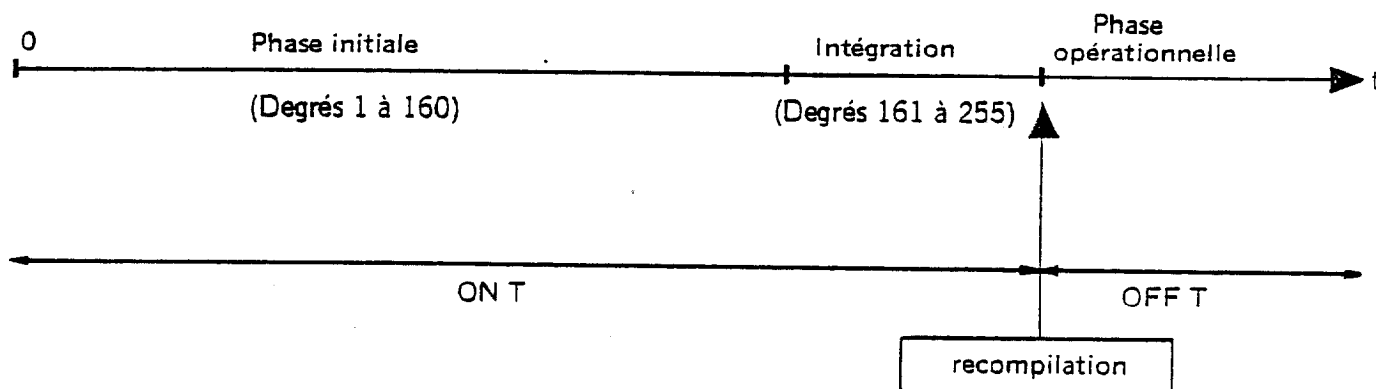 0
Phase initiale
Intégration
Phase
opérationnelle
t
(Degrés 1 à 160)
(Degrés 161 à 255)
ON T
OFF T
recompilation